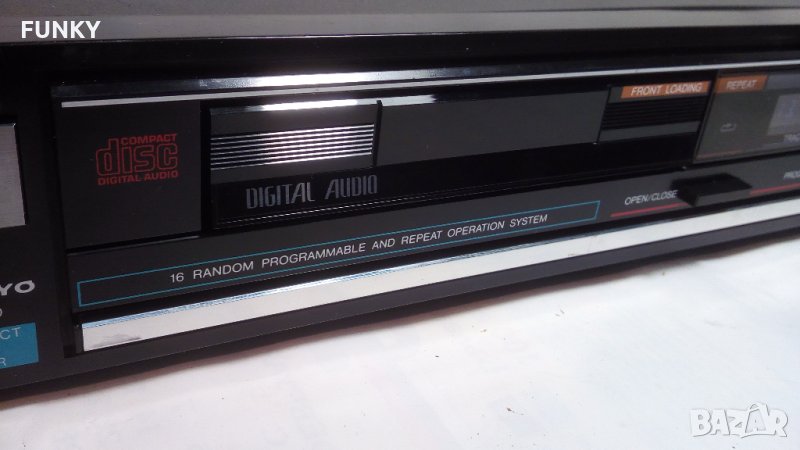 FUNKY
FRONT LOADING
REPEAT
COMPACT
disc
DIGITAL AUDIO
DIGITAL AUDIO
OPEN/CLOSE
16 RANDOM PROGRAMMABLE AND REPEAT OPERATION SYSTEM
BAZAR